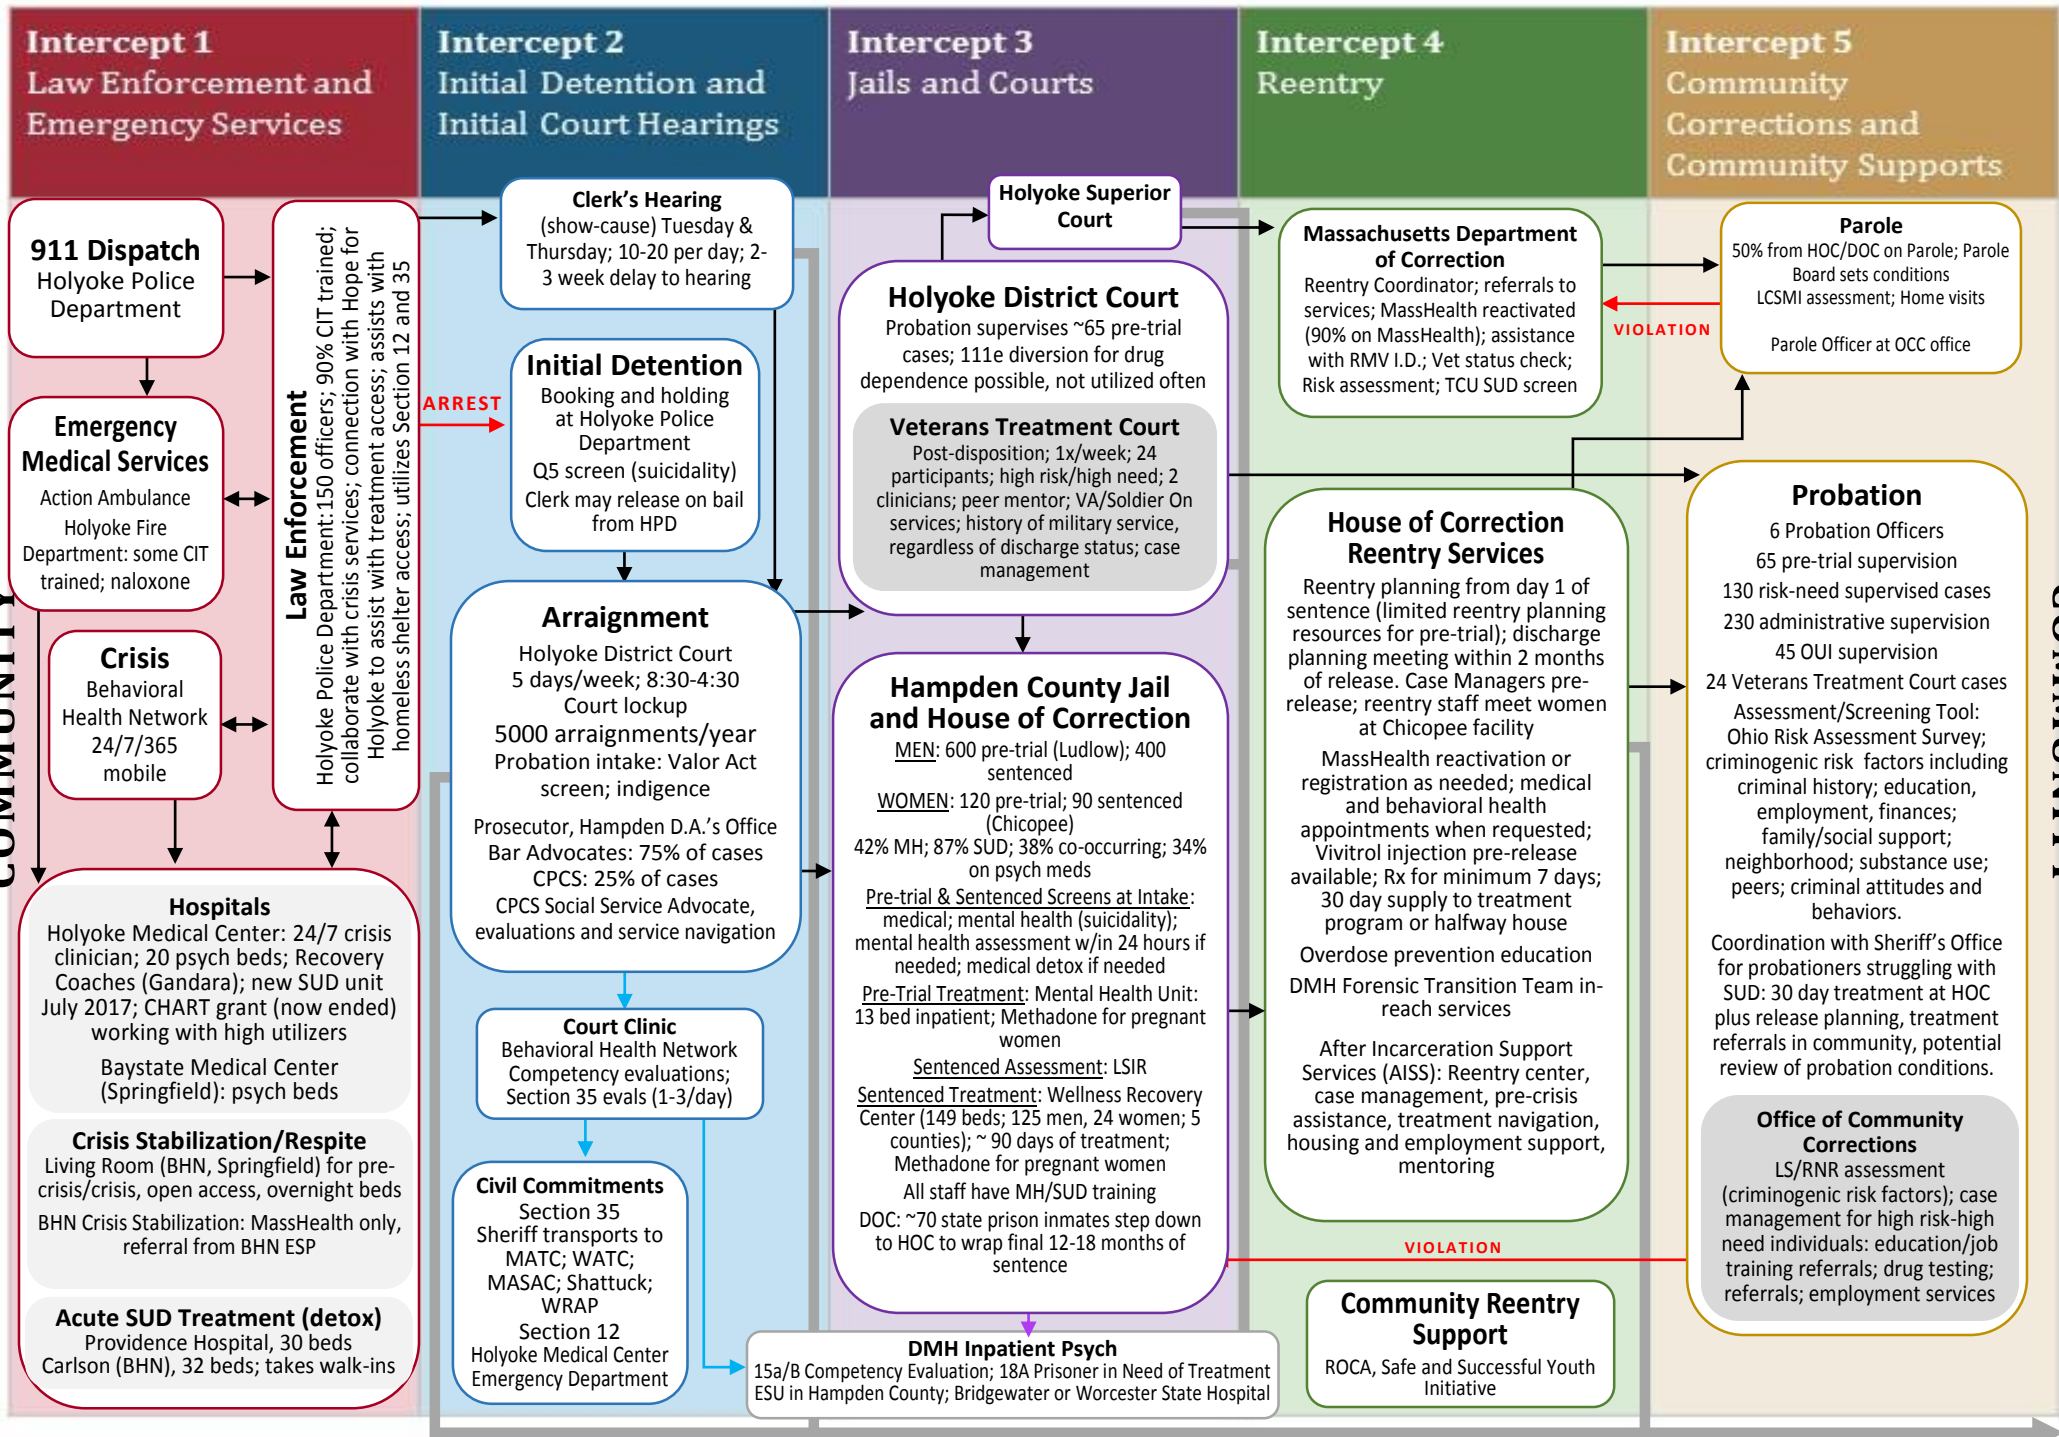 Intercept 1
Law Enforcement and
Emergency Services
Intercept 2
Initial Detention and
Initial Court Hearings
Intercept 3
Jails and Courts
Intercept 4
Reentry
Intercept 5
Community
Corrections and
Community Supports
COMMUNITY
911 Dispatch
Holyoke Police
Department
Emergency
Medical Services
Action Ambulance
Holyoke Fire
Department: some CIT
trained; naloxone
Crisis
Behavioral
Health Network
24/7/365
mobile
Law Enforcement
Holyoke Police Department:150 officers; 90% CIT trained;
collaborate with crisis services; connection with Hope for
Holyoke to assist with treatment access; assists with
homeless shelter access; utilizes Section 12 and 35
Hospitals
Holyoke Medical Center: 24/7 crisis
clinician; 20 psych beds; Recovery
Coaches (Gandara); new SUD unit
July 2017; CHART grant (now ended)
working with high utilizers
Baystate Medical Center
(Springfield): psych beds
Crisis Stabilization/Respite
Living Room (BHN, Springfield) for pre-
crisis/crisis, open access, overnight beds
BHN Crisis Stabilization: MassHealth only,
referral from BHN ESP
Acute SUD Treatment (detox)
Providence Hospital, 30 beds
Carlson (BHN), 32 beds; takes walk-ins
ARREST
Clerk's Hearing
(show-cause) Tuesday &
Thursday; 10-20 per day; 2-
3 week delay to hearing
Initial Detention
Booking and holding
at Holyoke Police
Department
Q5 screen (suicidality)
Clerk may release on bail
from HPD
Arraignment
Holyoke District Court
5 days/week; 8:30-4:30
Court lockup
5000 arraignments/year
Probation intake: Valor Act
screen; indigence
Prosecutor, Hampden D.A.'s Office
Bar Advocates: 75% of cases
CPCS: 25% of cases
CPCS Social Service Advocate,
evaluations and service navigation
Court Clinic
Behavioral Health Network
Competency evaluations;
Section 35 evals (1-3/day)
Civil Commitments
Section 35
Sheriff transports to
MATC; WATC;
MASAC; Shattuck;
WRAP
Section 12
Holyoke Medical Center
Emergency Department
Holyoke Superior
Court
Holyoke District Court
Probation supervises ~65 pre-trial
cases; 111e diversion for drug
dependence possible, not utilized often
Veterans Treatment Court
Post-disposition; 1x/week; 24
participants; high risk/high need; 2
clinicians; peer mentor; VA/Soldier On
services; history of military service,
regardless of discharge status; case
management
Hampden County Jail
and House of Correction
MEN: 600 pre-trial (Ludlow); 400
sentenced
WOMEN: 120 pre-trial; 90 sentenced
(Chicopee)
42% MH; 87% SUD; 38% co-occurring; 34%
on psych meds
Pre-trial & Sentenced Screens at Intake:
medical; mental health (suicidality);
mental health assessment w/in 24 hours if
needed; medical detox if needed
Pre-Trial Treatment: Mental Health Unit:
13 bed inpatient; Methadone for pregnant
women
Sentenced Assessment: LSIR
Sentenced Treatment: Wellness Recovery
Center (149 beds; 125 men, 24 women; 5
counties); ~ 90 days of treatment;
Methadone for pregnant women
All staff have MH/SUD training
DOC: ~70 state prison inmates step down
to HOC to wrap final 12-18 months of
sentence
DMH Inpatient Psych
15a/B Competency Evaluation; 18A Prisoner in Need of Treatment
ESU in Hampden County; Bridgewater or Worcester State Hospital
Massachusetts Department
of Correction
Reentry Coordinator; referrals to
services; MassHealth reactivated
(90% on MassHealth); assistance
with RMV I.D.; Vet status check;
Risk assessment; TCU SUD screen
House of Correction
Reentry Services
Reentry planning from day 1 of
sentence (limited reentry planning
resources for pre-trial); discharge
planning meeting within 2 months
of release. Case Managers pre-
release; reentry staff meet women
at Chicopee facility
MassHealth reactivation or
registration as needed; medical
and behavioral health
appointments when requested;
Vivitrol injection pre-release
available; Rx for minimum 7 days;
30 day supply to treatment
program or halfway house
Overdose prevention education
DMH Forensic Transition Team in-
reach services
After Incarceration Support
Services (AISS): Reentry center,
case management, pre-crisis
assistance, treatment navigation,
housing and employment support,
mentoring
VIOLATION
Community Reentry
Support
ROCA, Safe and Successful Youth
Initiative
VIOLATION
Parole
50% from HOC/DOC on Parole; Parole
Board sets conditions
LCSMI assessment; Home visits
Parole Officer at OCC office
Probation
6 Probation Officers
65 pre-trial supervision
130 risk-need supervised cases
230 administrative supervision
45 OUI supervision
24 Veterans Treatment Court cases
Assessment/Screening Tool:
Ohio Risk Assessment Survey;
criminogenic risk factors including
criminal history; education,
employment, finances;
family/social support;
neighborhood; substance use;
peers; criminal attitudes and
behaviors.
Coordination with Sheriff's Office
for probationers struggling with
SUD: 30 day treatment at HOC
plus release planning, treatment
referrals in community, potential
review of probation conditions.
Office of Community
Corrections
LS/RNR assessment
(criminogenic risk factors); case
management for high risk-high
need individuals: education/job
training referrals; drug testing;
referrals; employment services